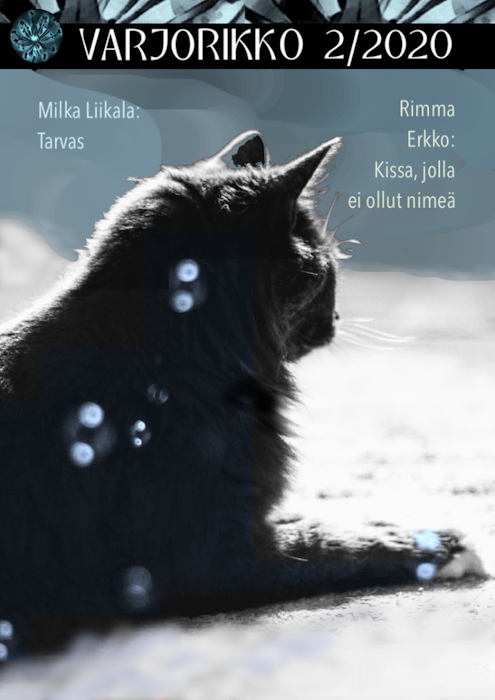 VARJORIKKO 2/2020
Milka Liikala:
Tarvas
Rimma
Erkko:
Kissa, jolla
ei ollut nimeä